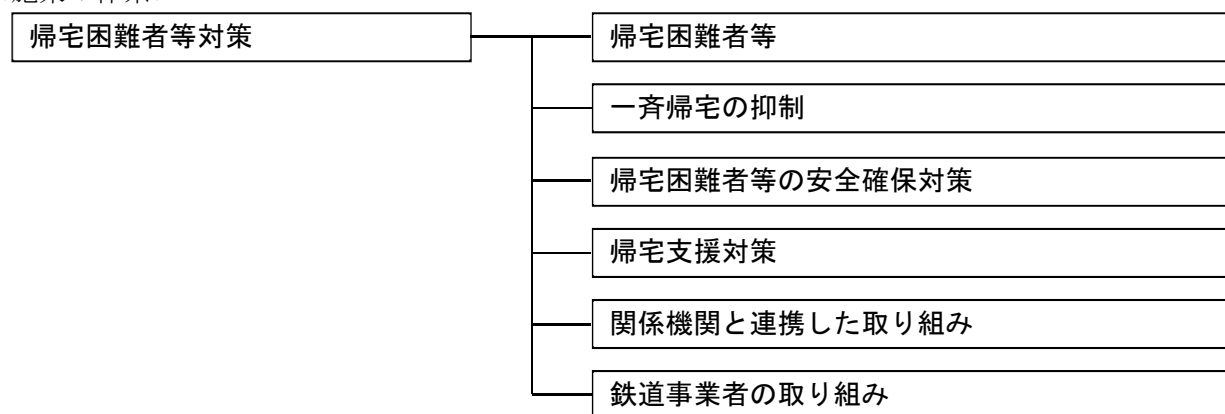 帰宅困難者等対策
帰宅困難者等
一斉帰宅の抑制
帰宅困難者等の安全確保対策
帰宅支援対策
関係機関と連携した取り組み
鉄道事業者の取り組み